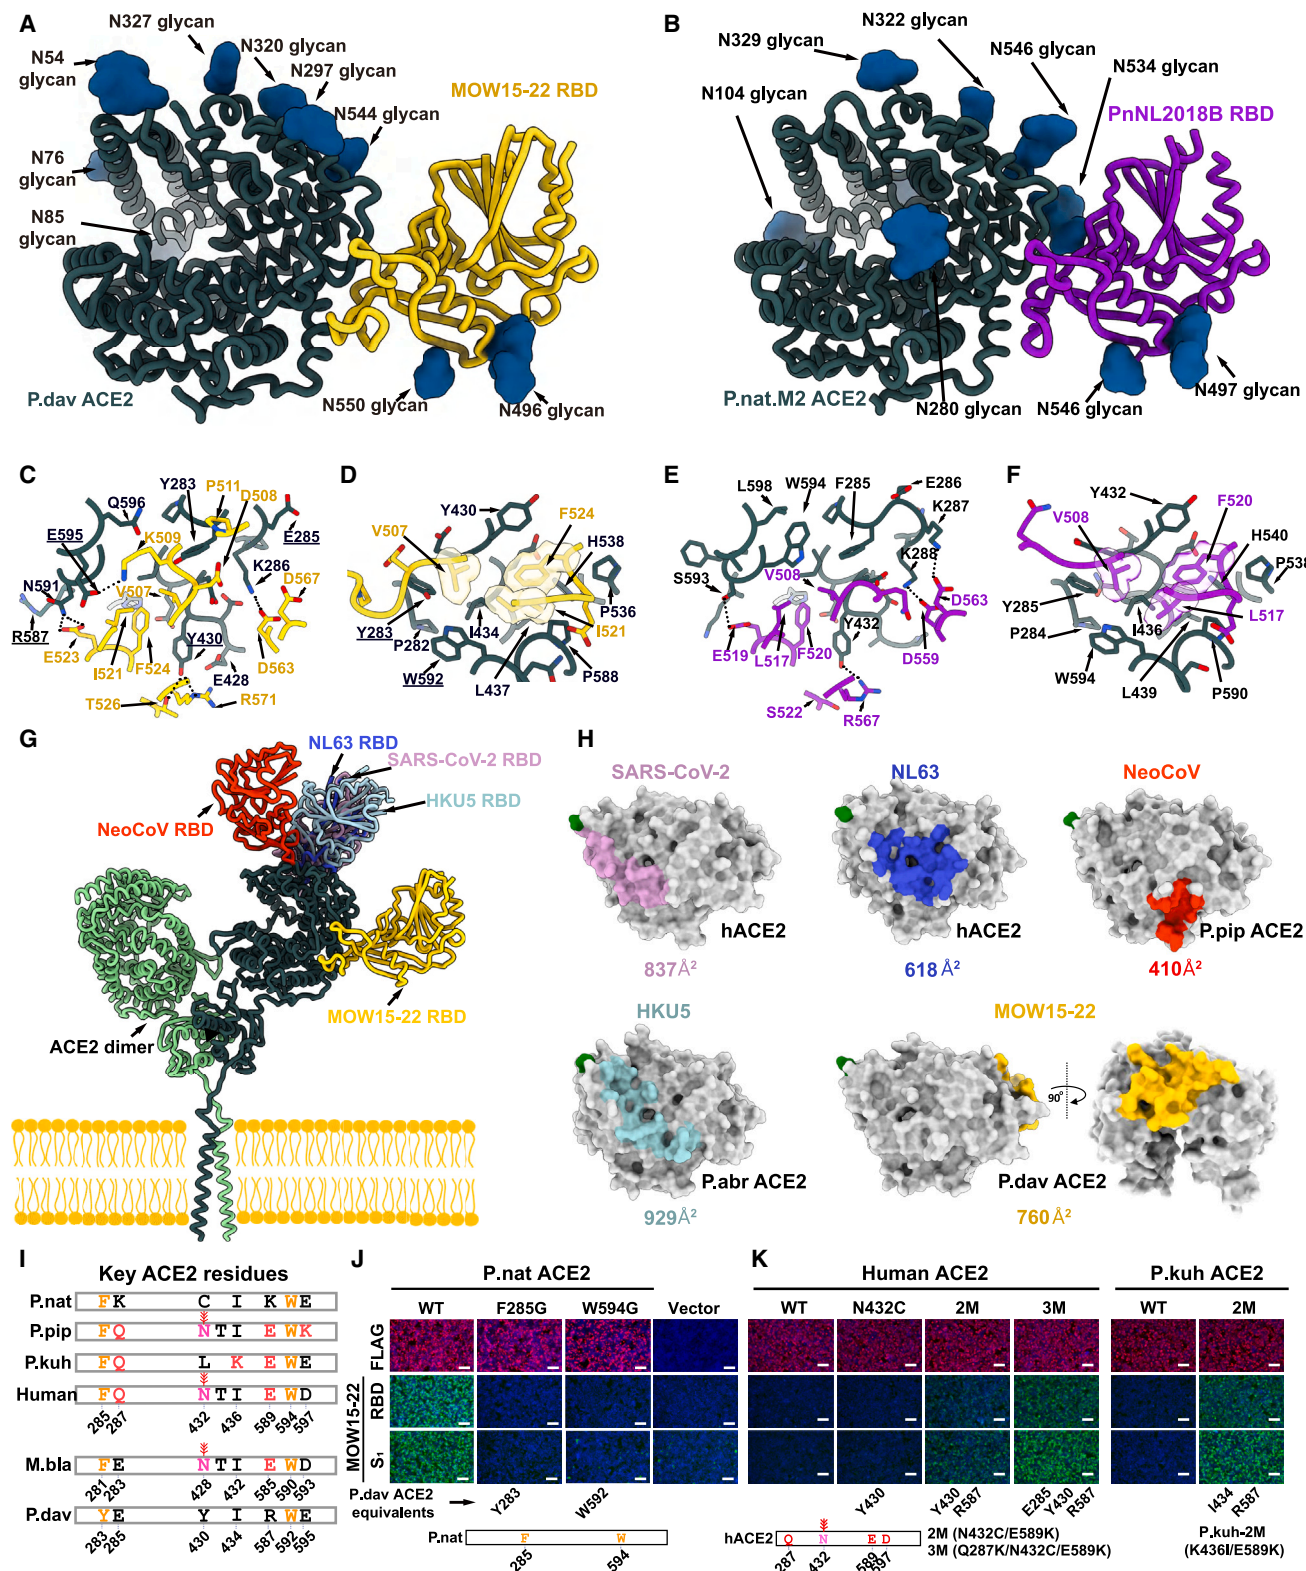 A
N327 glycan
N54 glycan
N320 glycan
N297 glycan
N544 glycan
MOW15-22 RBD
N76 glycan
N85 glycan
P.dav ACE2
N550 glycan
N496 glycan
B
N322 glycan
N329 glycan
N546 glycan
N534 glycan
N104 glycan
PnNL2018B RBD
P.nat.M2 ACE2
N280 glycan
N546 glycan
N497 glycan
C
Q596
Y283
P511
D508
E595
K509
E285
N591
K286
D567
V507
R587
E523
Y430
I521
F524
E428
D563
T526
R571
D
Y430
F524
V507
H538
Y283
I434
P536
P282
I521
W592
L437
P588
E
L598
W594
F285
E286
K287
K288
S593
V508
D563
Y432
E519
L517
F520
D559
S522
R567
F
Y432
F520
V508
H540
P538
Y285
I436
P284
L517
W594
L439
P590
G
NL63 RBD
SARS-CoV-2 RBD
HKU5 RBD
NeoCoV RBD
MOW15-22 RBD
ACE2 dimer
H
SARS-CoV-2
NL63
NeoCoV
hACE2
hACE2
P.pip ACE2
837Å²
618 Å²
410Å²
HKU5
MOW15-22
90°
P.abr ACE2
P.dav ACE2
929Å²
760Å²
I
Key ACE2 residues
P.nat F K C I K W E
P.pip F Q N T I E W K
P.kuh F Q L K E W E
Human F Q N T I E W D
285 287 432 436 589 594 597
M.bla F E N T I E W D
281 283 428 432 585 590 593
P.dav Y E Y I R W E
283 285 430 434 587 592 595
J
P.nat ACE2
WT F285G W594G Vector
FLAG
MOW15-22
RBD
S1
P.dav ACE2 equivalents
Y283
W592
P.nat F W
285 594
K
Human ACE2
P.kuh ACE2
WT N432C 2M 3M WT 2M
Y430
Y430 R587
E285 Y430 R587
I434 R587
hACE2 Q N E D
287 432 589 597
2M (N432C/E589K)
3M (Q287K/N432C/E589K)
P.kuh-2M
(K436I/E589K)